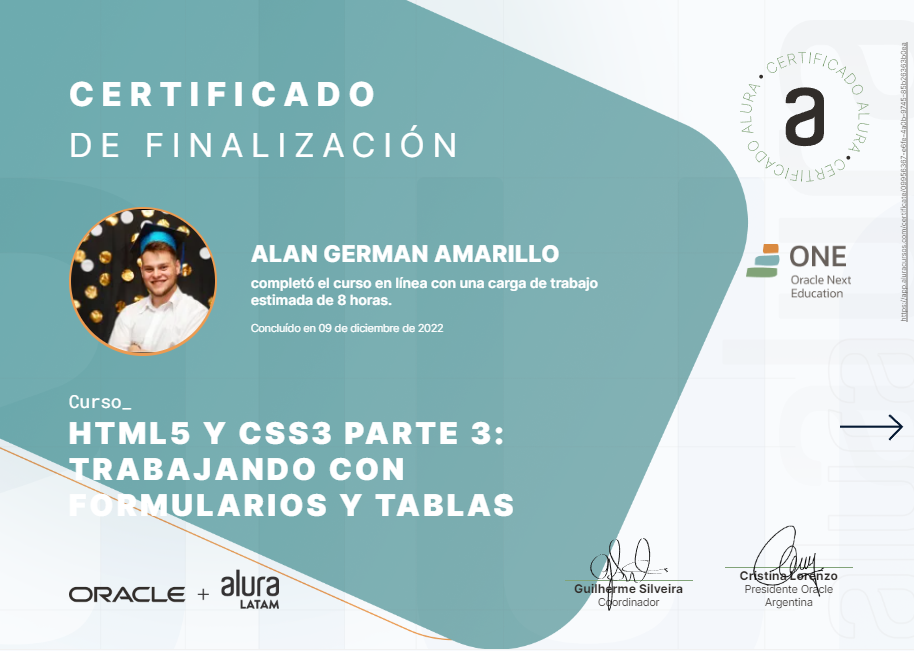 CERTIFICADO
DE FINALIZACIÓN
CERTIFICADO ALURA • CERTIFICADO ALURA •
a
ALAN GERMAN AMARILLO
completó el curso en línea con una carga de trabajo
estimada de 8 horas.
Concluído en 09 de diciembre de 2022
ONE
Oracle Next
Education
Curso_
HTML5 Y CSS3 PARTE 3:
TRABAJANDO CON
FORMULARIOS Y TABLAS
ORACLE + alura
LATAM
Guilherme Silveira
Coordinador
Cristina Lorenzo
Presidente Oracle
Argentina